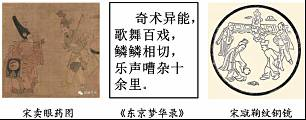 奇术异能，
歌舞百戏，
鳞鳞相切，
乐声嘈杂十
余里．
宋卖眼药图
《东京梦华录》
宋蹴鞠纹铜镜